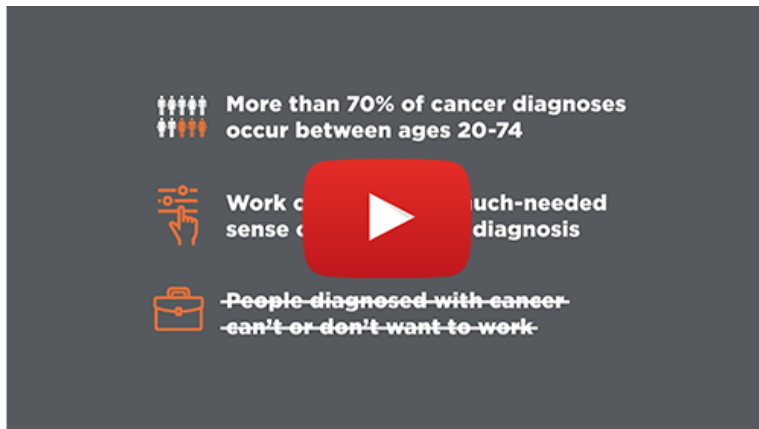 More than 70% of cancer diagnoses
occur between ages 20-74
Work much-needed
sense diagnosis
People diagnosed with cancer
can't or don't want to work